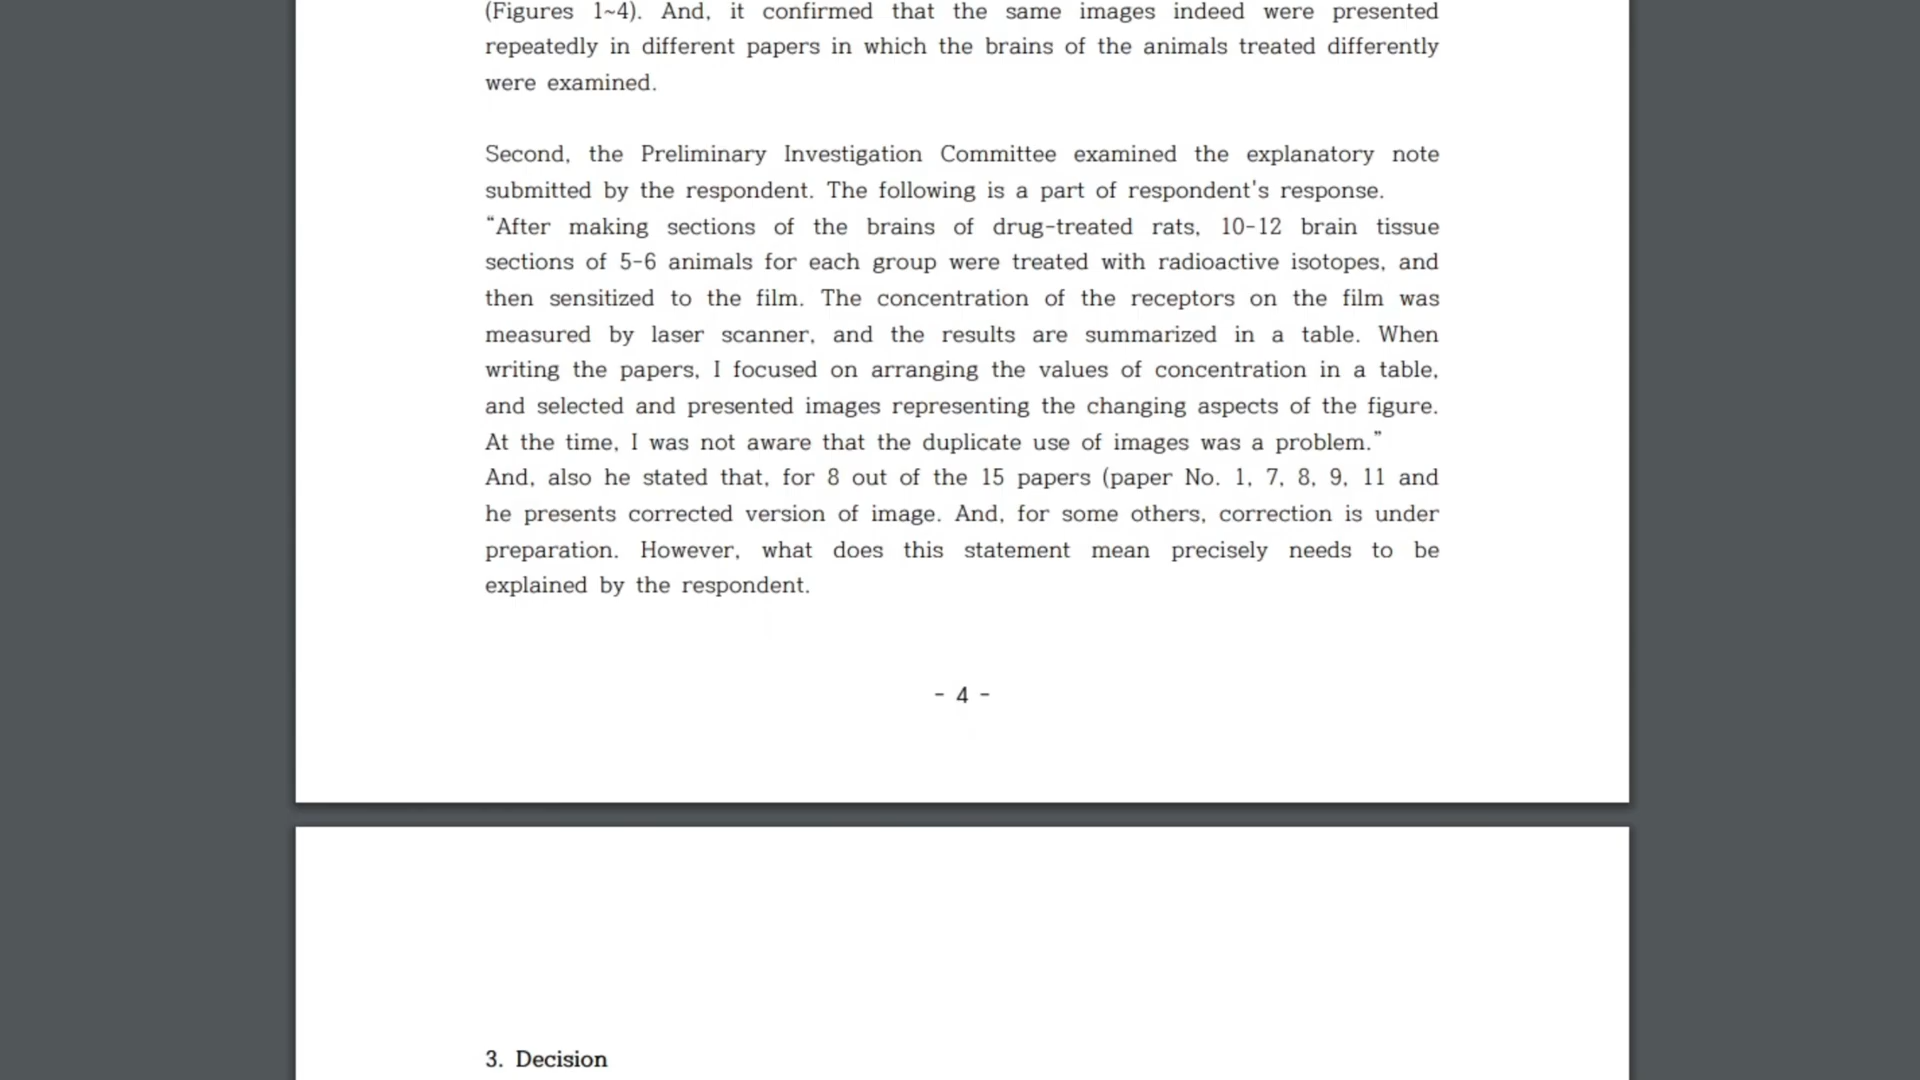 (Figures 1~4). And, it confirmed that the same images indeed were presented
repeatedly in different papers in which the brains of the animals treated differently
were examined.
Second, the Preliminary Investigation Committee examined the explanatory note
submitted by the respondent. The following is a part of respondent's response.
“After making sections of the brains of drug-treated rats, 10-12 brain tissue
sections of 5-6 animals for each group were treated with radioactive isotopes, and
then sensitized to the film. The concentration of the receptors on the film was
measured by laser scanner, and the results are summarized in a table. When
writing the papers, I focused on arranging the values of concentration in a table,
and selected and presented images representing the changing aspects of the figure.
At the time, I was not aware that the duplicate use of images was a problem.”
And, also he stated that, for 8 out of the 15 papers (paper No. 1, 7, 8, 9, 11 and
he presents corrected version of image. And, for some others, correction is under
preparation. However, what does this statement mean precisely needs to be
explained by the respondent.
- 4 -
3. Decision